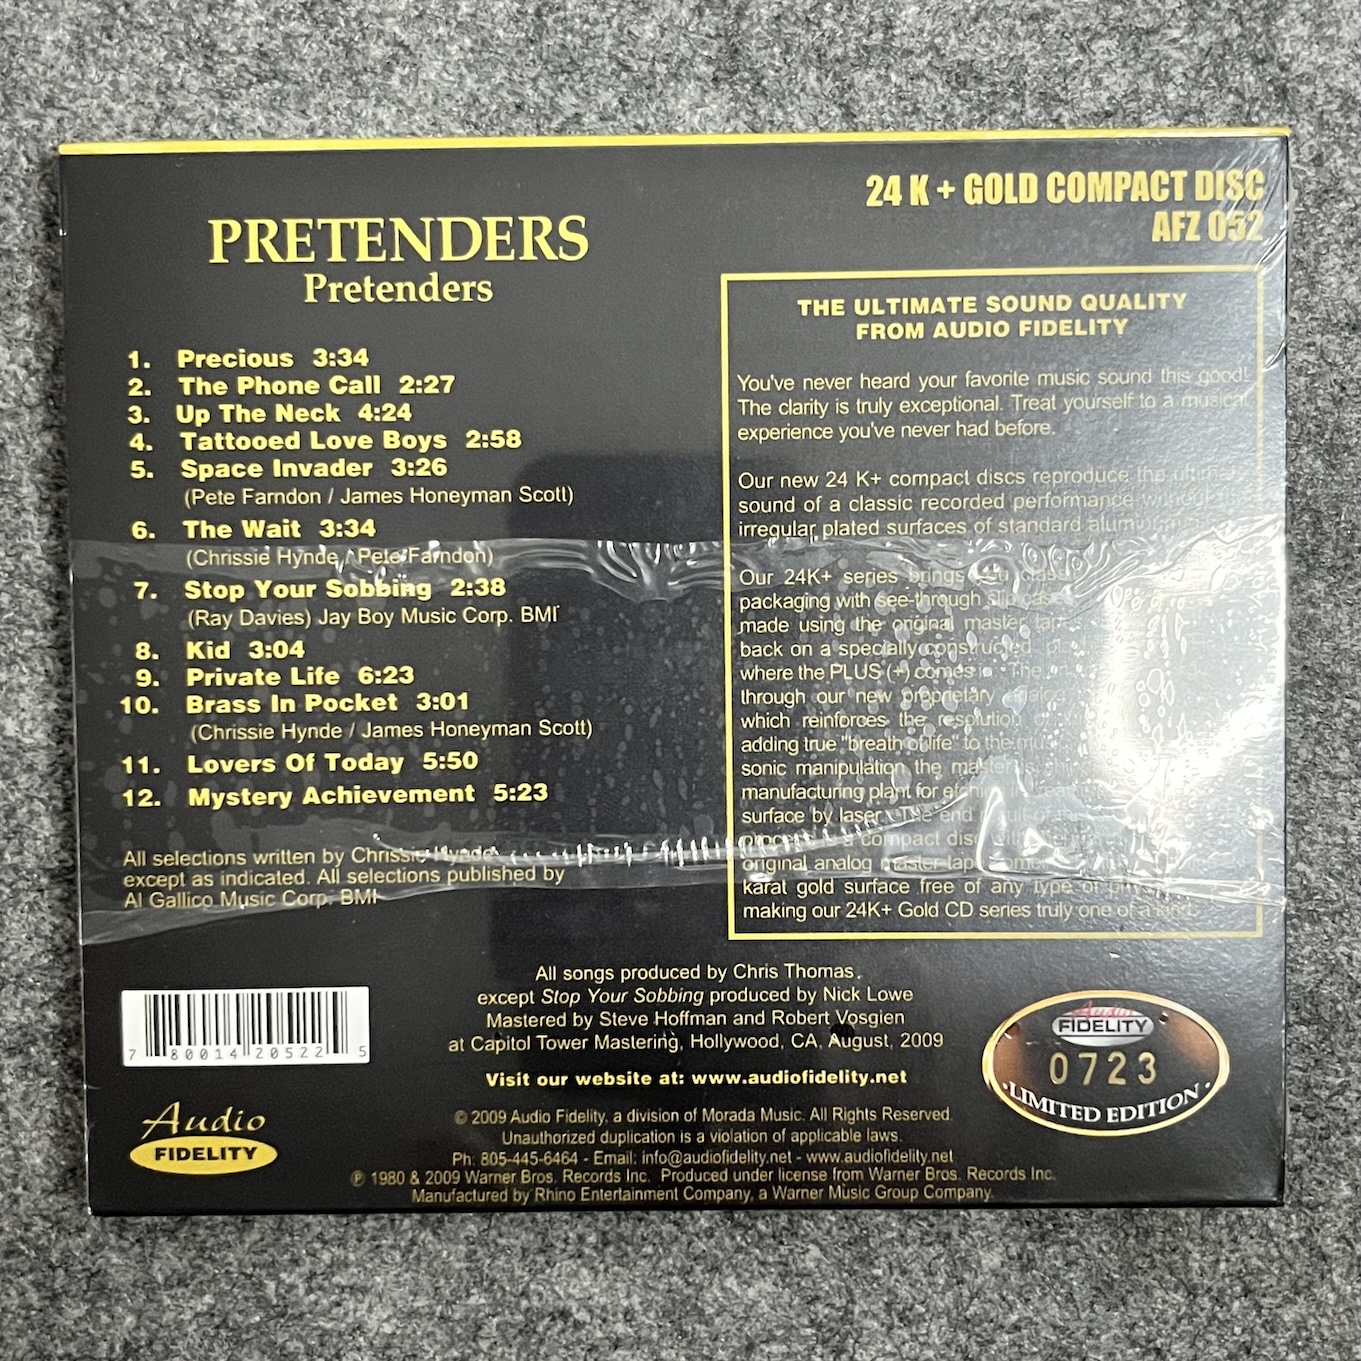 24 K + GOLD COMPACT DISC
AFZ 052
PRETENDERS
Pretenders
1. Precious 3:34
2. The Phone Call 2:27
3. Up The Neck 4:24
4. Tattooed Love Boys 2:58
5. Space Invader 3:26
(Pete Farndon / James Honeyman Scott)
6. The Wait 3:34
(Chrissie Hynde / Pete Farndon)
7. Stop Your Sobbing 2:38
(Ray Davies) Jay Boy Music Corp. BMI
8. Kid 3:04
9. Private Life 6:23
10. Brass In Pocket 3:01
(Chrissie Hynde / James Honeyman Scott)
11. Lovers Of Today 5:50
12. Mystery Achievement 5:23
All selections written by Chrissie Hynde
except as indicated. All selections published by
Al Gallico Music Corp. BMI
THE ULTIMATE SOUND QUALITY
FROM AUDIO FIDELITY
You've never heard your favorite music sound this good!
The clarity is truly exceptional. Treat yourself to a musical
experience you've never had before.
Our new 24 K+ compact discs reproduce the ultimate
sound of a classic recorded performance without
irregular plated surfaces of standard
Our 24K+ series brings you
packaging with see-through
made using the original master
back on a specially constructed
where the PLUS (+) comes The
through our new proprietary
which reinforces the resolution
adding true "breath of life" to the
sonic manipulation the master is
manufacturing plant for
surface by laser. The end
a compact disc
original analog master
karat gold surface free of any type of
making our 24K+ Gold CD series truly one of a kind.
All songs produced by Chris Thomas,
except Stop Your Sobbing produced by Nick Lowe
Mastered by Steve Hoffman and Robert Vosgien
at Capitol Tower Mastering, Hollywood, CA, August, 2009
Visit our website at: www.audiofidelity.net
© 2009 Audio Fidelity, a division of Morada Music. All Rights Reserved.
Unauthorized duplication is a violation of applicable laws.
Ph: 805-445-6464 - Email: info@audiofidelity.net - www.audiofidelity.net
℗ 1980 & 2009 Warner Bros. Records Inc. Produced under license from Warner Bros. Records Inc.
Manufactured by Rhino Entertainment Company, a Warner Music Group Company.
7 80014 20522 5
Audio
FIDELITY
Audio
FIDELITY
0723
·LIMITED EDITION·